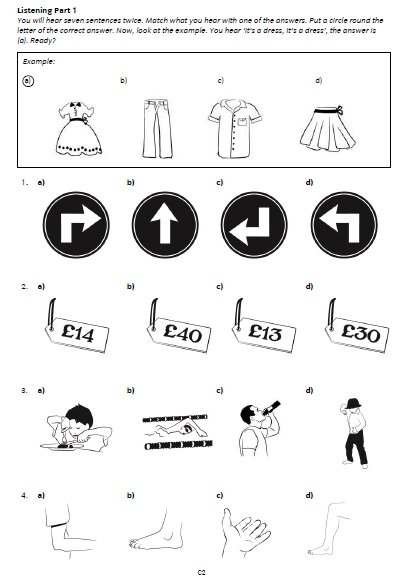 Listening Part 1
You will hear seven sentences twice. Match what you hear with one of the answers. Put a circle round the
letter of the correct answer. Now, look at the example. You hear 'It's a dress, it's a dress', the answer is
(a). Ready?
Example:
a) b) c) d)
1. a) b) c) d)
2. a) b) c) d)
£14 £40 £13 £30
3. a) b) c) d)
4. a) b) c) d)
C2